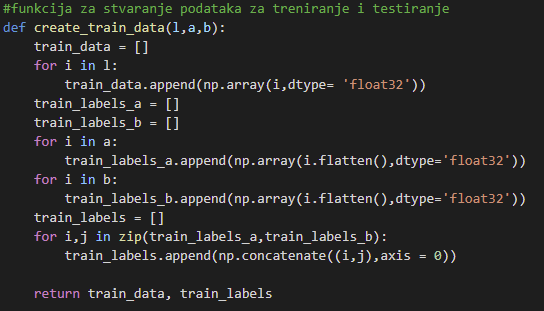 #funkcija za stvaranje podataka za treniranje i testiranje
def create_train_data(l,a,b):
    train_data = []
    for i in l:
        train_data.append(np.array(i,dtype= 'float32'))
    train_labels_a = []
    train_labels_b = []
    for i in a:
        train_labels_a.append(np.array(i.flatten(),dtype='float32'))
    for i in b:
        train_labels_b.append(np.array(i.flatten(),dtype='float32'))
    train_labels = []
    for i,j in zip(train_labels_a,train_labels_b):
        train_labels.append(np.concatenate((i,j),axis = 0))

    return train_data, train_labels